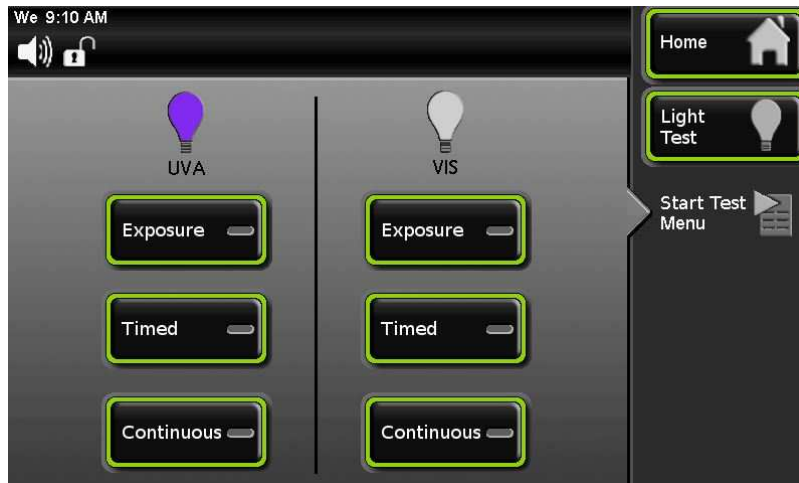 We 9:10 AM
Home
Light
Test
Start Test
Menu
UVA
VIS
Exposure
Exposure
Timed
Timed
Continuous
Continuous